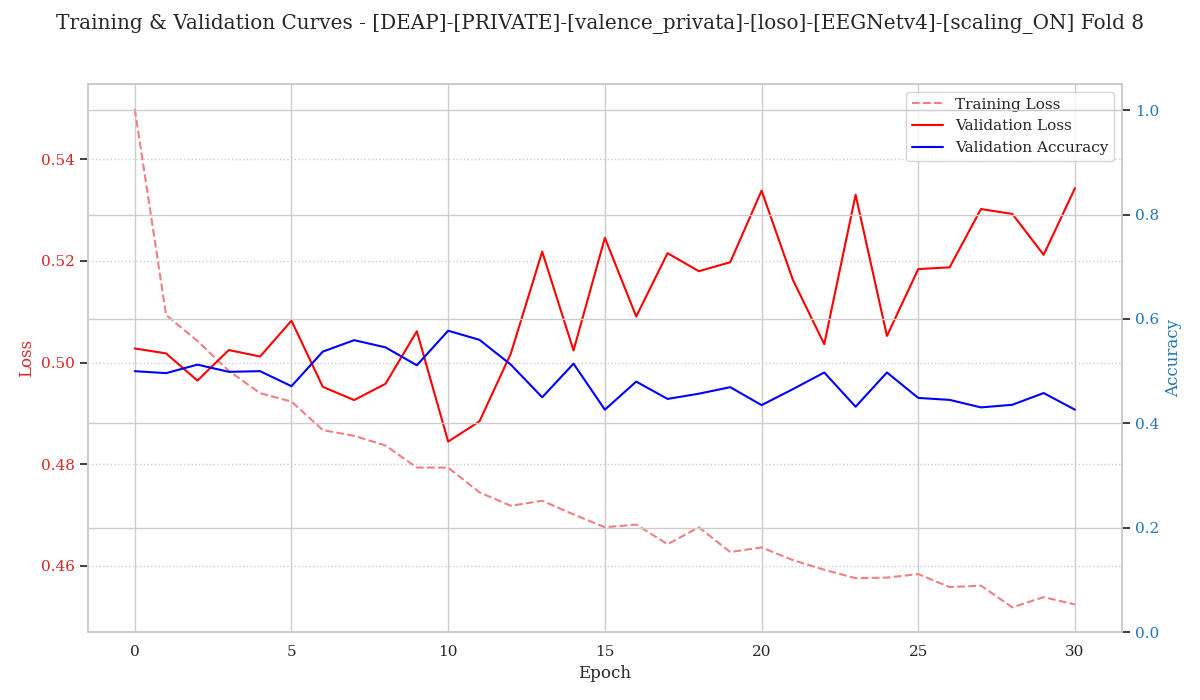 Training & Validation Curves - [DEAP]-[PRIVATE]-[valence_privata]-[loso]-[EEGNetv4]-[scaling_ON] Fold 8
Training Loss
Validation Loss
Validation Accuracy
0.54
0.52
0.50
0.48
0.46
Loss
1.0
0.8
0.6
0.4
0.2
0.0
Accuracy
0 5 10 15 20 25 30
Epoch